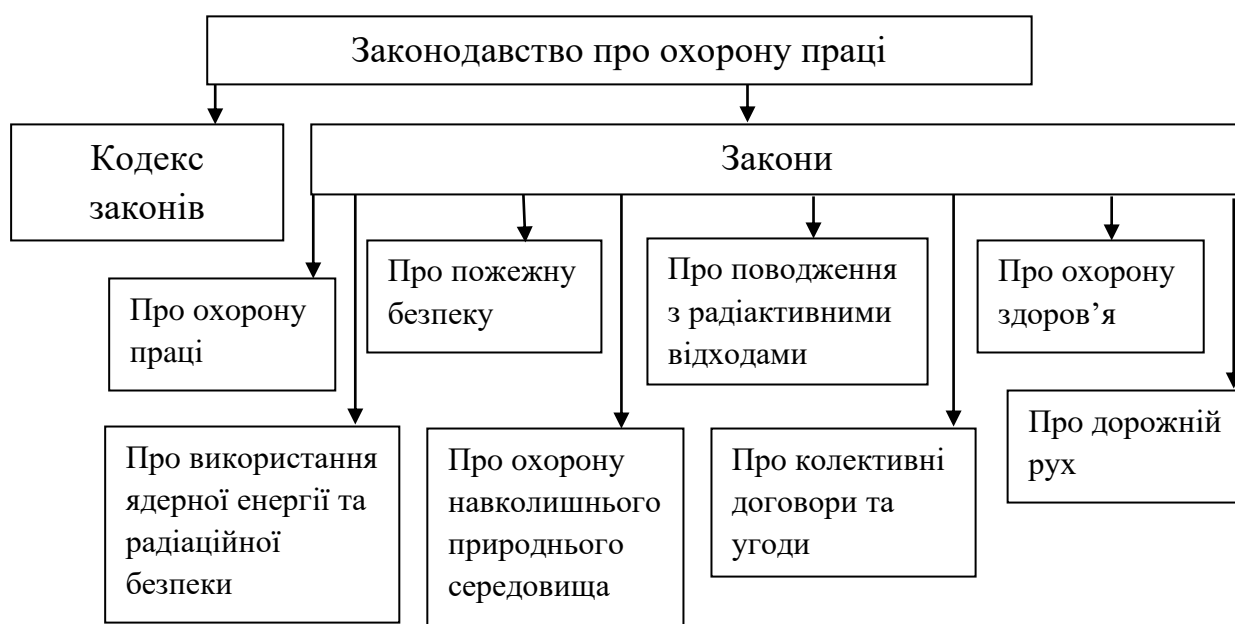 Законодавство про охорону праці
Кодекс
законів
Закони
Про охорону
праці
Про пожежну
безпеку
Про поводження
з радіактивними
відходами
Про охорону
здоров’я
Про використання
ядерної енергії та
радіаційної
безпеки
Про охорону
навколишнього
природнього
середовища
Про колективні
договори та
угоди
Про дорожній
рух